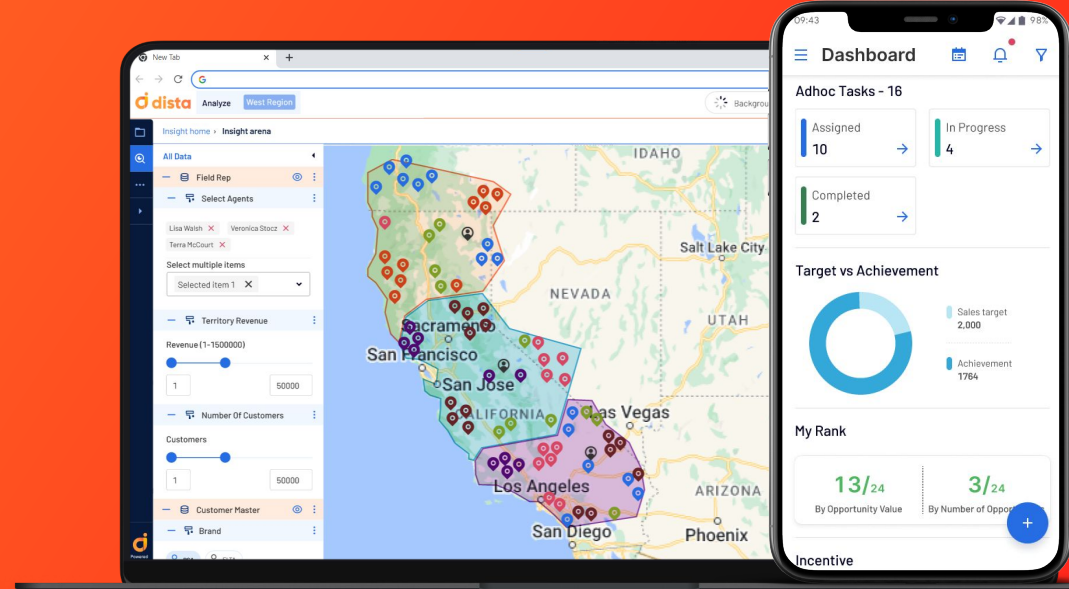 New Tab
dista
Analyze
West Region
Backgrou
Insight home › Insight arena
All Data
Field Rep
Select Agents
Lisa Walsh
Veronica Stocz
Terra McCourt
Select multiple items
Selected item 1
Territory Revenue
Revenue (1-1500000)
1
50000
Number Of Customers
Customers
1
50000
Customer Master
Brand
Powered
IDAHO
Salt Lake City
NEVADA
UTAH
Sacramento
San Francisco
San Jose
CALIFORNIA
Las Vegas
Los Angeles
ARIZONA
San Diego
Phoenix
09:43
98%
Dashboard
Adhoc Tasks - 16
Assigned
10
In Progress
4
Completed
2
Target vs Achievement
Sales target
2,000
Achievement
1764
My Rank
13/24
By Opportunity Value
3/24
By Number of Oppor
Incentive